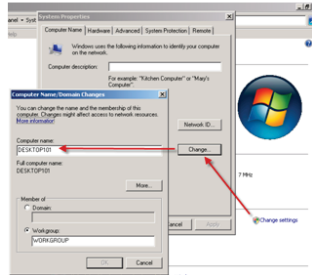 System Properties
Computer Name
Hardware
Advanced
System Protection
Remote
Windows uses the following information to identify your computer
on the network.
Computer description:
For example: "Kitchen Computer" or "Mary's
Computer".
Computer Name/Domain Changes
You can change the name and the membership of this
computer. Changes might affect access to network resources.
More information
Computer name:
DESKTOP101
Full computer name:
DESKTOP101
More...
Member of
Domain:
Workgroup:
WORKGROUP
OK
Cancel
Network ID...
Change...
ancel
Apply
7 MHz
Change settings